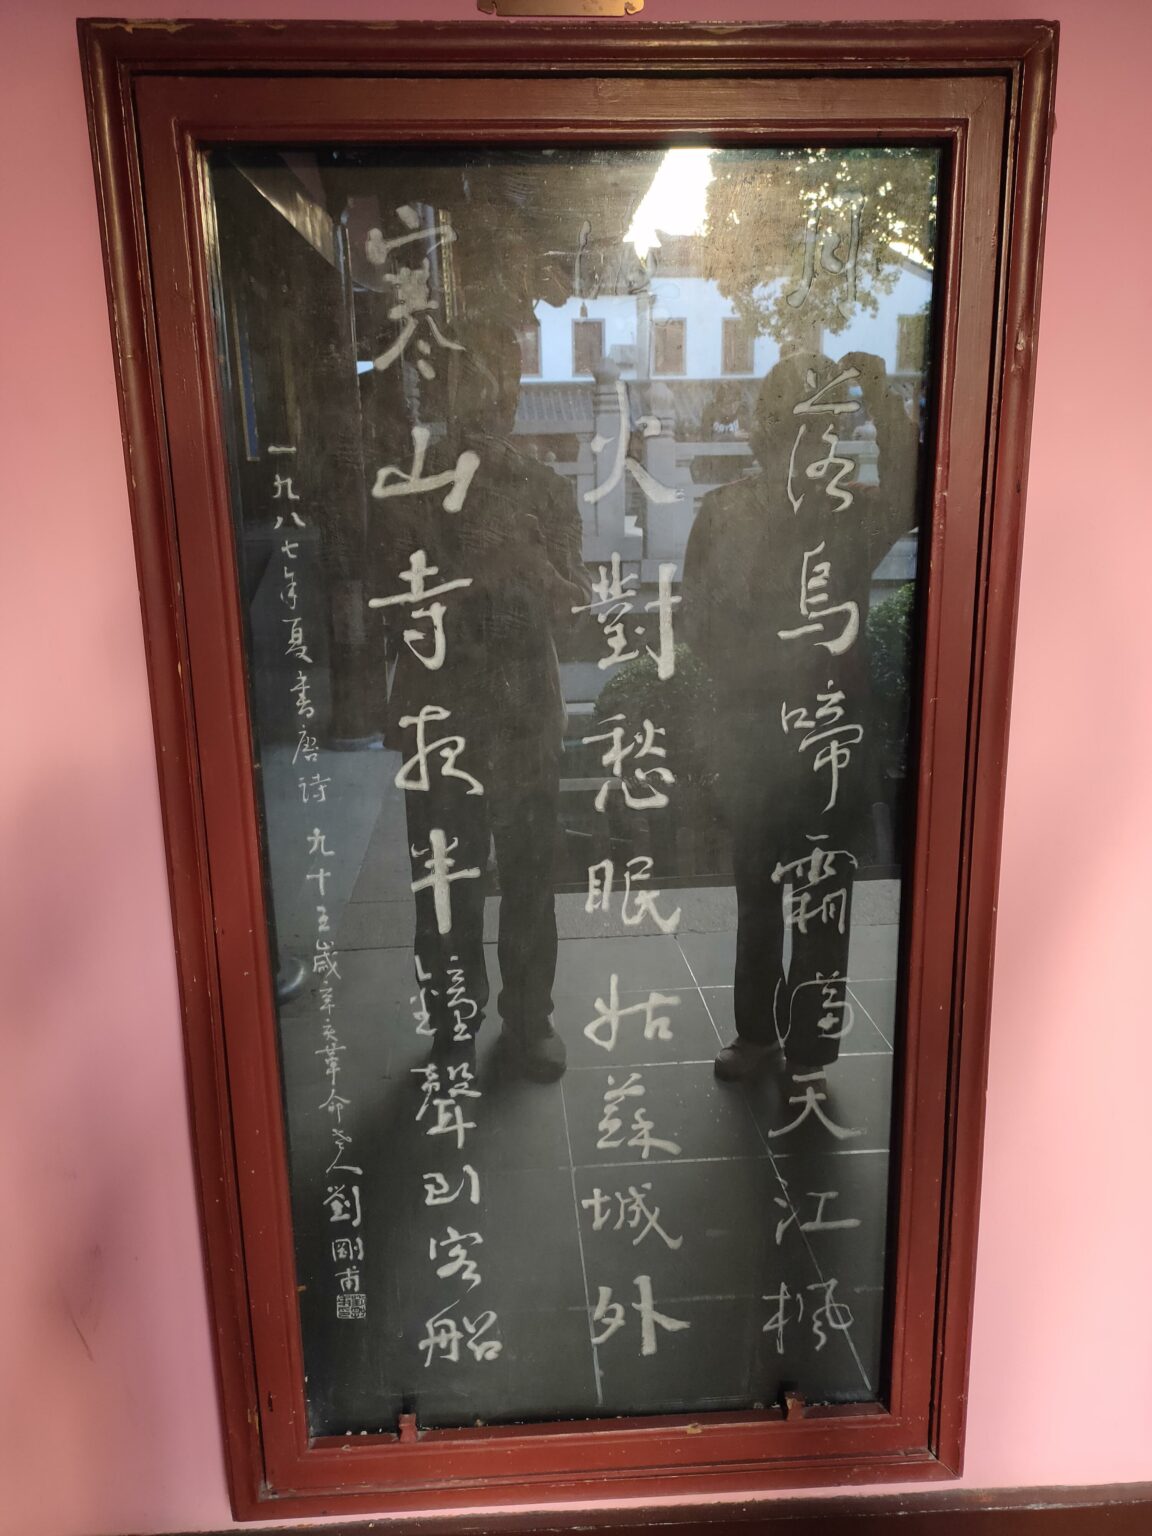 月落烏啼霜滿天江楓
漁火對愁眠姑蘇城外
寒山寺夜半鐘聲到客船
一九八七年夏書唐詩 九十五歲辛亥革命老人劉剛甫